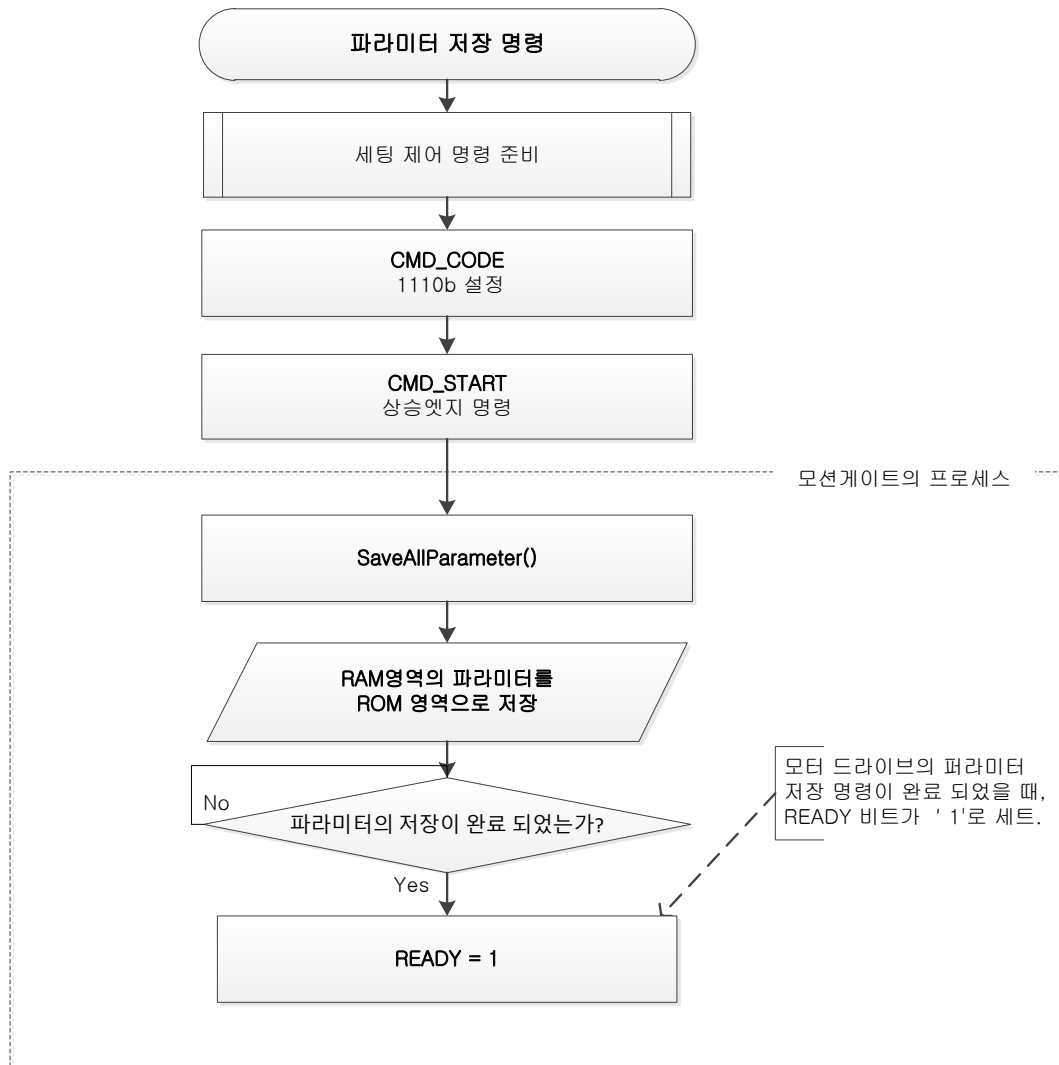 파라미터 저장 명령
세팅 제어 명령 준비
CMD_CODE
1110b 설정
CMD_START
상승엣지 명령
모션게이트의 프로세스
SaveAllParameter()
RAM영역의 파라미터를
ROM 영역으로 저장
모터 드라이브의 퍼라미터
저장 명령이 완료 되었을 때,
READY 비트가 ' 1'로 세트.
No
파라미터의 저장이 완료 되었는가?
Yes
READY = 1